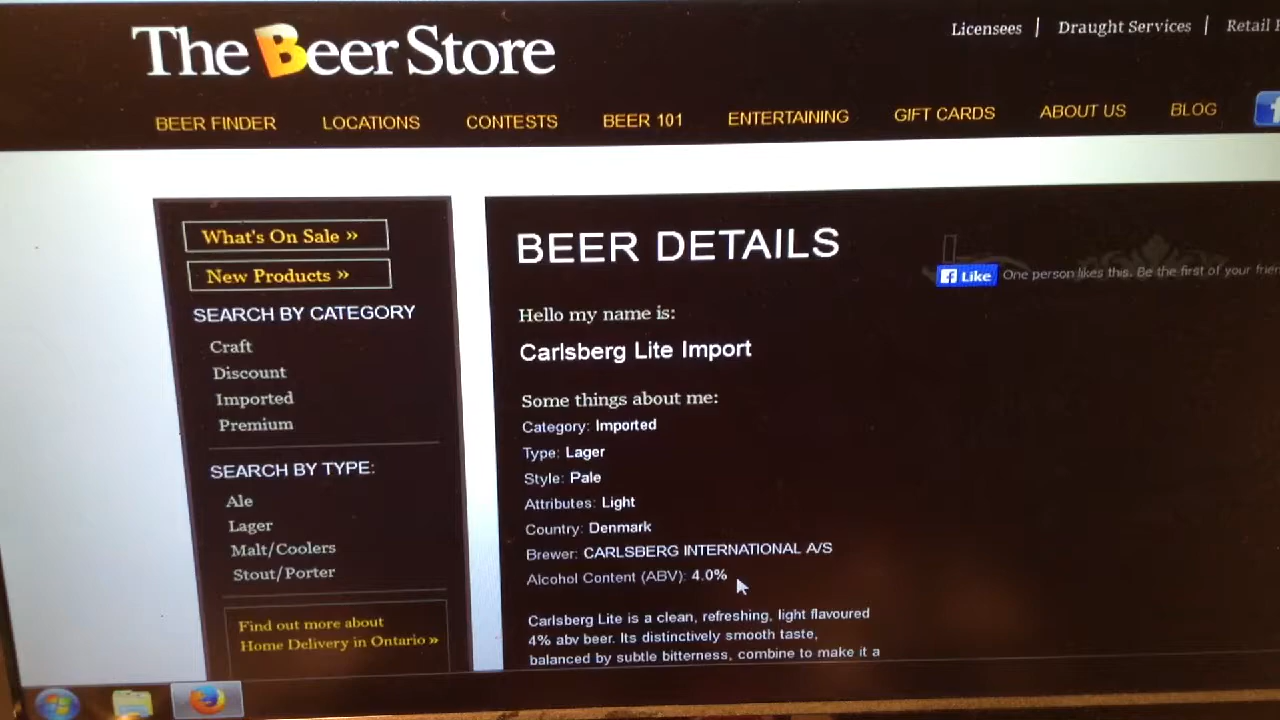 The Beer Store
Licensees | Draught Services | Retail
BEER FINDER LOCATIONS CONTESTS BEER 101 ENTERTAINING GIFT CARDS ABOUT US BLOG
What's On Sale »
New Products »
SEARCH BY CATEGORY
Craft
Discount
Imported
Premium
SEARCH BY TYPE:
Ale
Lager
Malt/Coolers
Stout/Porter
Find out more about
Home Delivery in Ontario »
BEER DETAILS
Like One person likes this. Be the first of your
Hello my name is:
Carlsberg Lite Import
Some things about me:
Category: Imported
Type: Lager
Style: Pale
Attributes: Light
Country: Denmark
Brewer: CARLSBERG INTERNATIONAL A/S
Alcohol Content (ABV): 4.0%
Carlsberg Lite is a clean, refreshing, light flavoured
4% abv beer. Its distinctively smooth taste,
balanced by subtle bitterness, combine to make it a